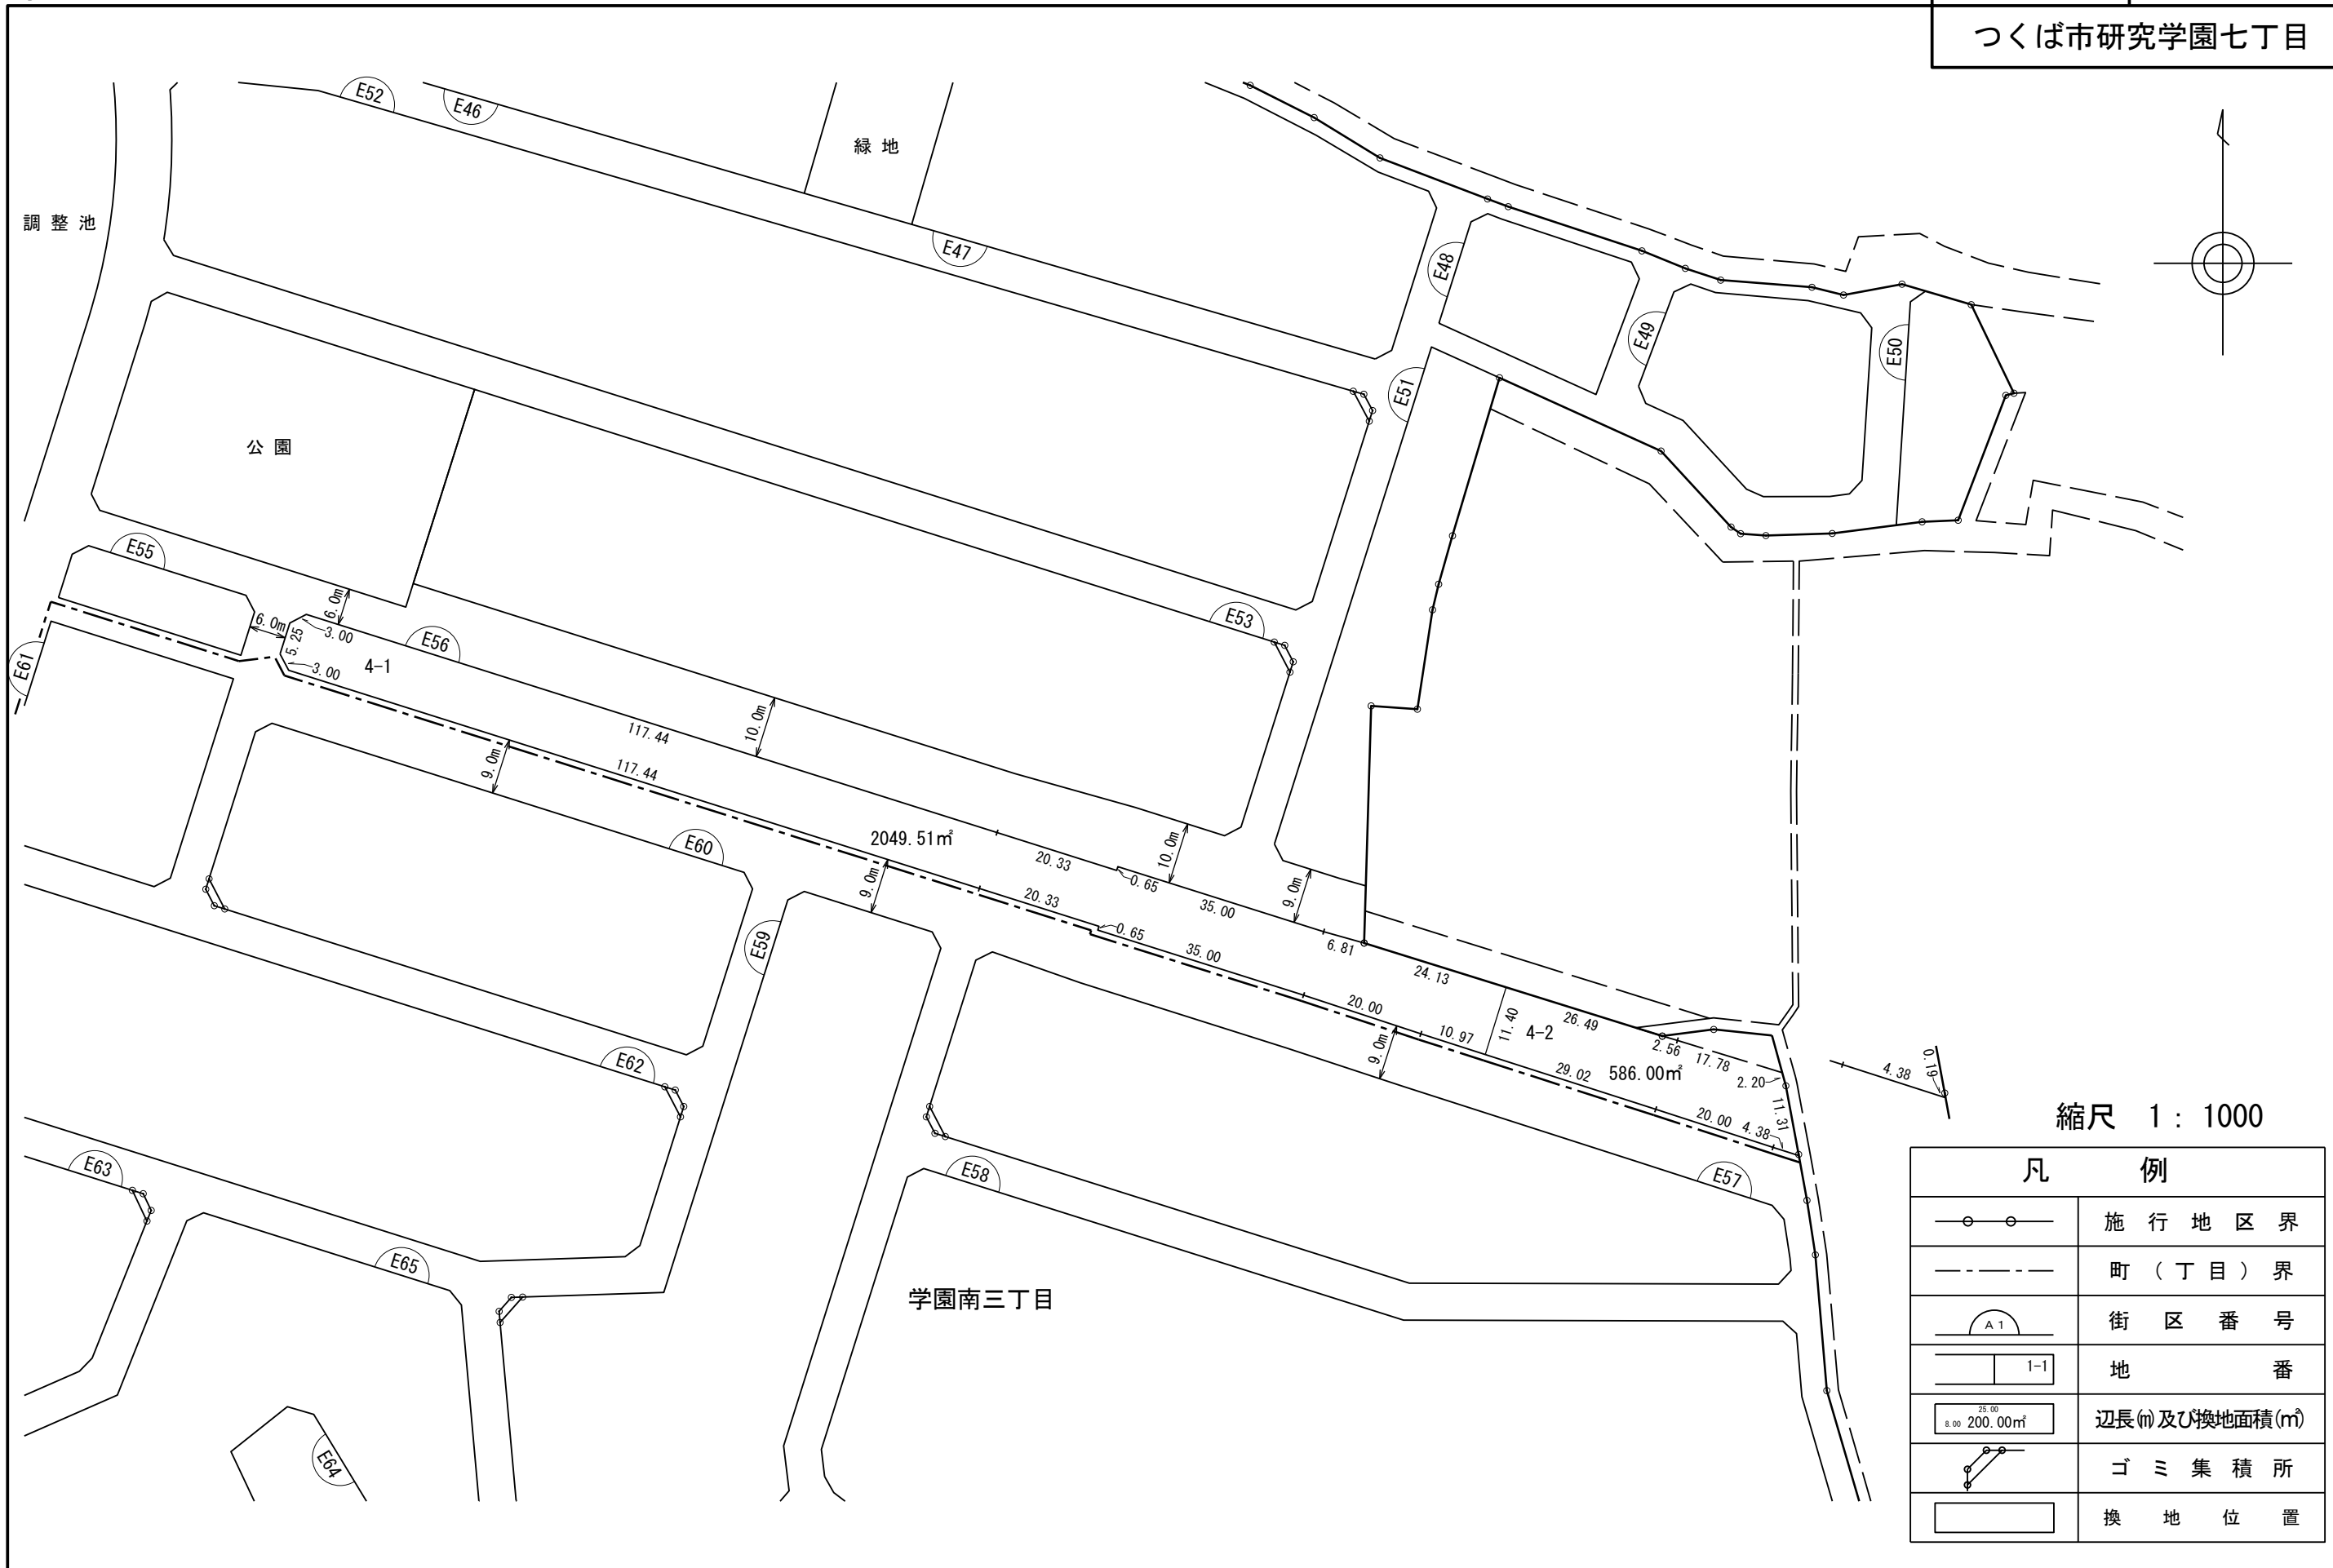 つくば市研究学園七丁目
E52
E46
緑地
調整池
E47
E48
E49
E50
E51
公園
E55
6.0m
6.0m
3.00
5.25
3.00
4-1
E56
E53
E61
10.0m
117.44
117.44
9.0m
2049.51㎡
20.33
0.65
10.0m
35.00
9.0m
6.81
E60
9.0m
20.33
0.65
35.00
24.13
20.00
11.40
4-2
26.49
10.97
9.0m
2.56
17.78
2.20
29.02
586.00㎡
11.31
20.00
4.38
4.38
0.19
E59
E62
E57
E58
E63
E65
E64
学園南三丁目
縮尺 1:1000
凡例
施行地区界
町(丁目)界
A1
街区番号
1-1
地番
25.00
8.00 200.00㎡
辺長(m)及び換地面積(㎡)
ゴミ集積所
換地位置